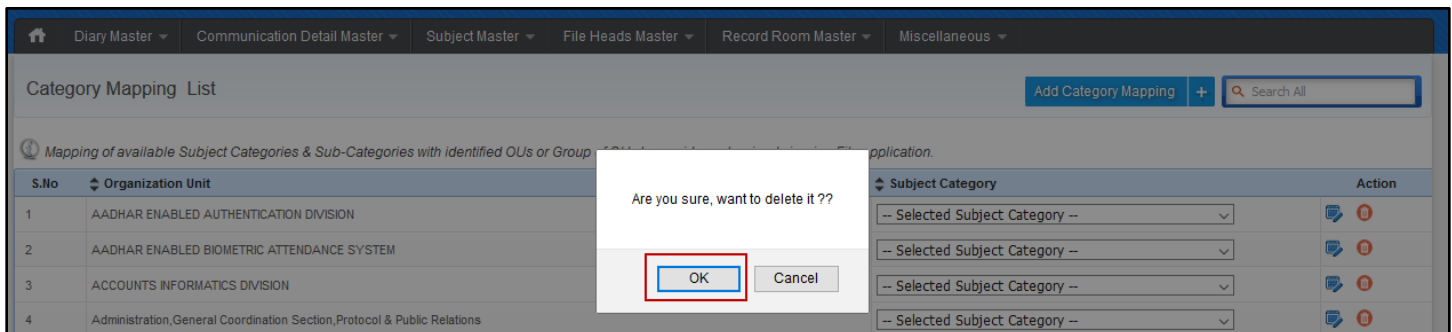 Diary Master Communication Detail Master Subject Master File Heads Master Record Room Master Miscellaneous
Category Mapping List Add Category Mapping + Search All
Mapping of available Subject Categories & Sub-Categories with identified OUs or Group pplication.
S.No Organization Unit Subject Category Action
Are you sure, want to delete it ??
1 AADHAR ENABLED AUTHENTICATION DIVISION -- Selected Subject Category --
2 AADHAR ENABLED BIOMETRIC ATTENDANCE SYSTEM -- Selected Subject Category --
OK Cancel
3 ACCOUNTS INFORMATICS DIVISION -- Selected Subject Category --
4 Administration,General Coordination Section,Protocol & Public Relations -- Selected Subject Category --